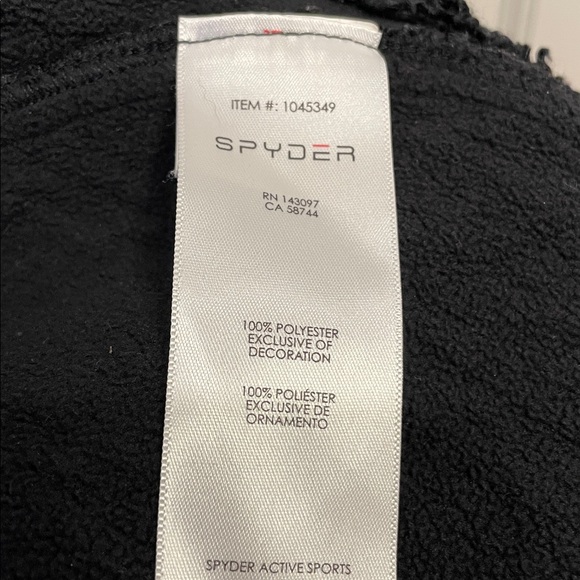 ITEM #: 1045349
SPYDER
RN 143097
CA 58744
100% POLYESTER
EXCLUSIVE OF
DECORATION
100% POLIÉSTER
EXCLUSIVE DE
ORNAMENTO
SPYDER ACTIVE SPORTS